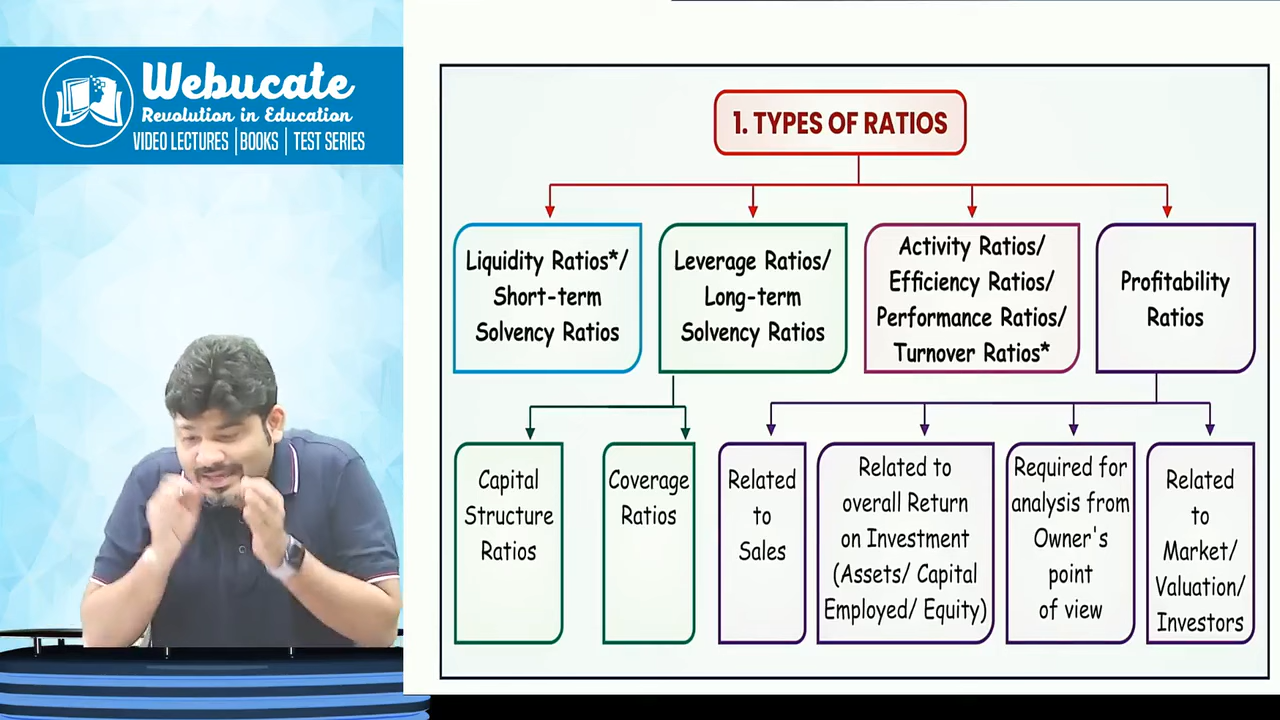 Webucate
Revolution in Education
VIDEO LECTURES | BOOKS | TEST SERIES
1. TYPES OF RATIOS
Liquidity Ratios*/
Short-term
Solvency Ratios
Leverage Ratios/
Long-term
Solvency Ratios
Activity Ratios/
Efficiency Ratios/
Performance Ratios/
Turnover Ratios*
Profitability
Ratios
Capital
Structure
Ratios
Coverage
Ratios
Related
to
Sales
Related to
overall Return
on Investment
(Assets/ Capital
Employed/ Equity)
Required for
analysis from
Owner's
point
of view
Related
to
Market/
Valuation/
Investors